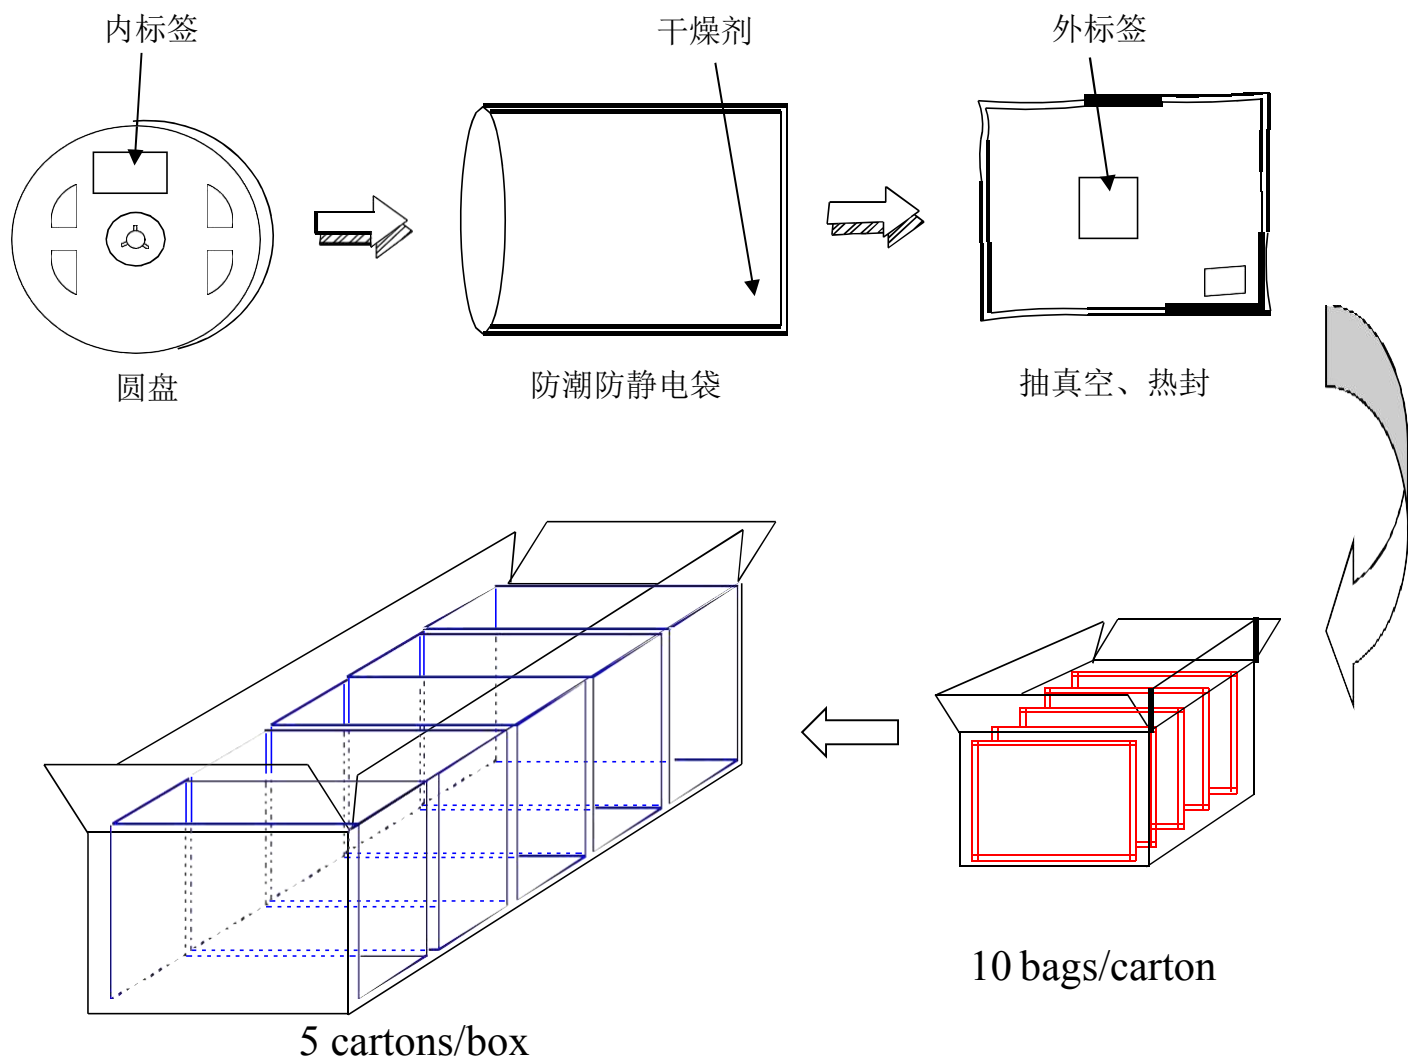 内标签
干燥剂
外标签
圆盘
防潮防静电袋
抽真空、热封
10 bags/carton
5 cartons/box